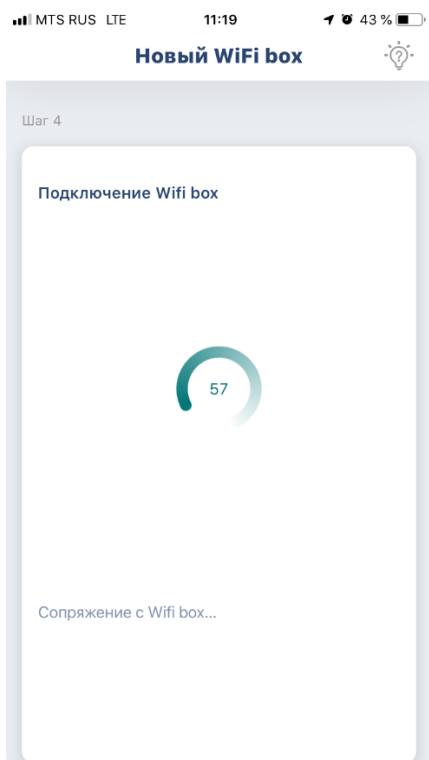 MTS RUS LTE 11:19 43 %
Новый WiFi box
Шаг 4
Подключение Wifi box
57
Сопряжение с Wifi box...